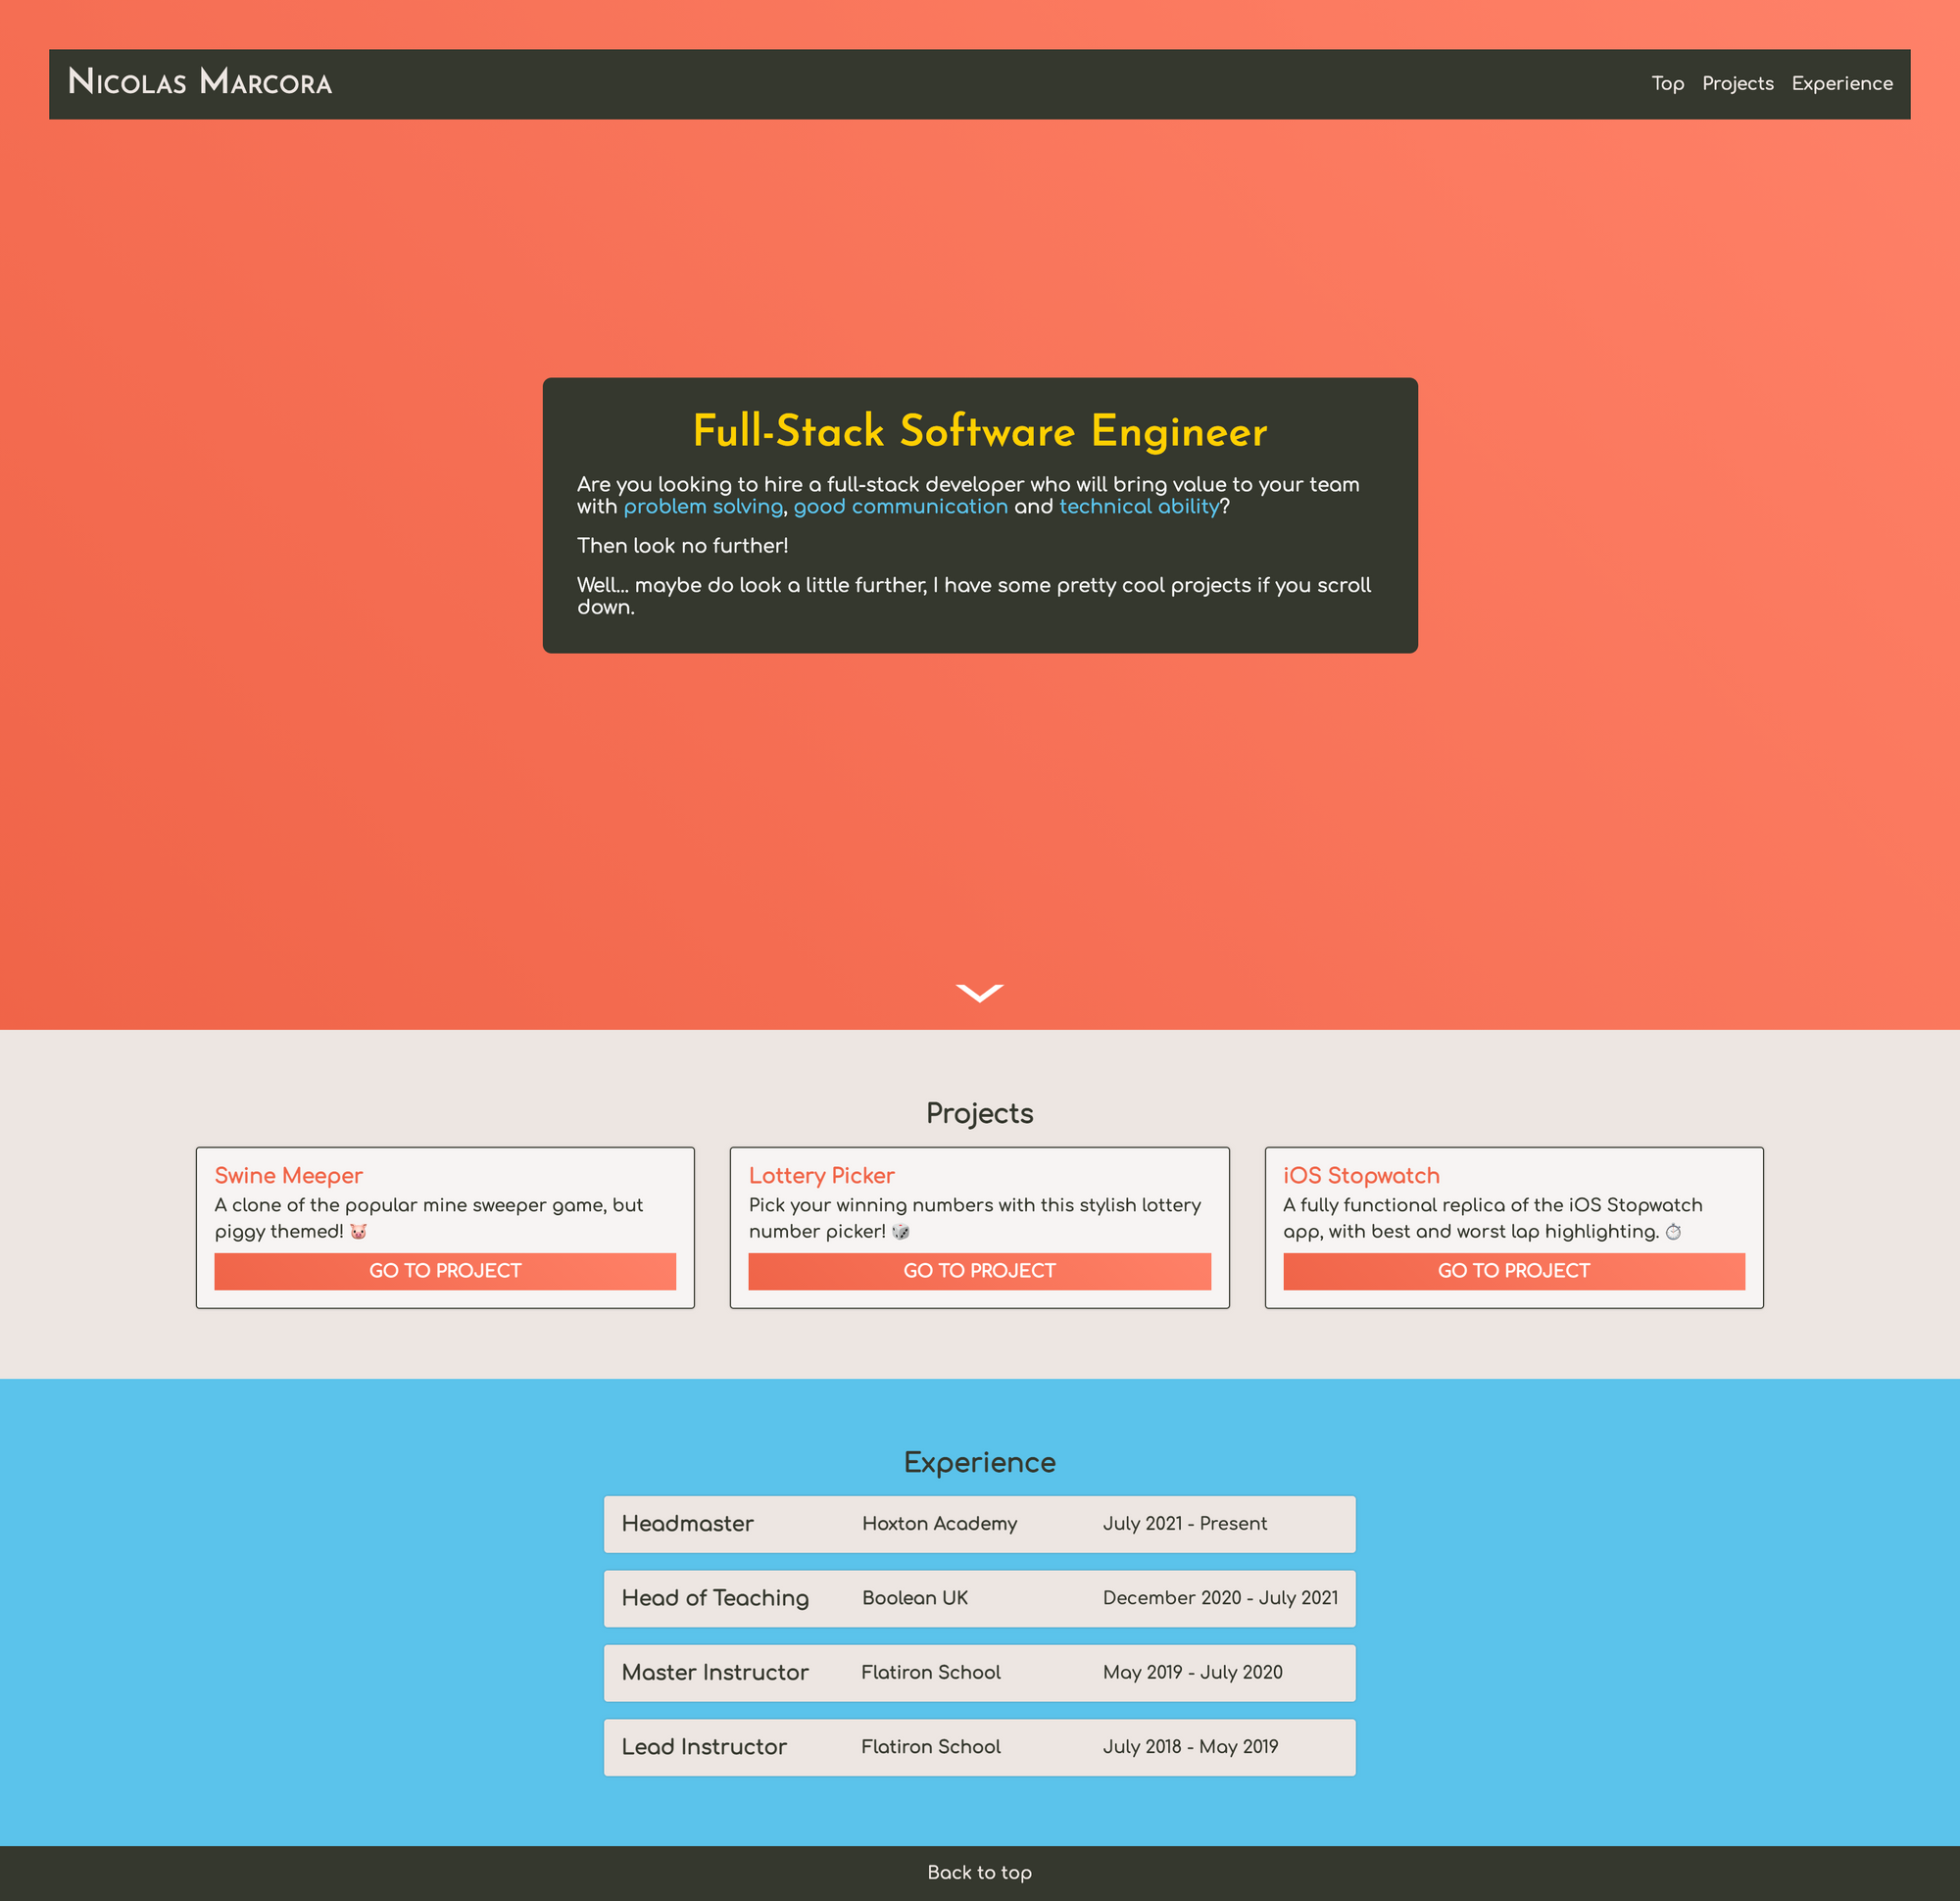 Nicolas Marcora
Top Projects Experience
Full-Stack Software Engineer
Are you looking to hire a full-stack developer who will bring value to your team
with problem solving, good communication and technical ability?
Then look no further!
Well... maybe do look a little further, I have some pretty cool projects if you scroll
down.
Projects
Swine Meeper
A clone of the popular mine sweeper game, but
piggy themed! 🐷
GO TO PROJECT
Lottery Picker
Pick your winning numbers with this stylish lottery
number picker! 🎲
GO TO PROJECT
iOS Stopwatch
A fully functional replica of the iOS Stopwatch
app, with best and worst lap highlighting. ⏱
GO TO PROJECT
Experience
Headmaster Hoxton Academy July 2021 - Present
Head of Teaching Boolean UK December 2020 - July 2021
Master Instructor Flatiron School May 2019 - July 2020
Lead Instructor Flatiron School July 2018 - May 2019
Back to top